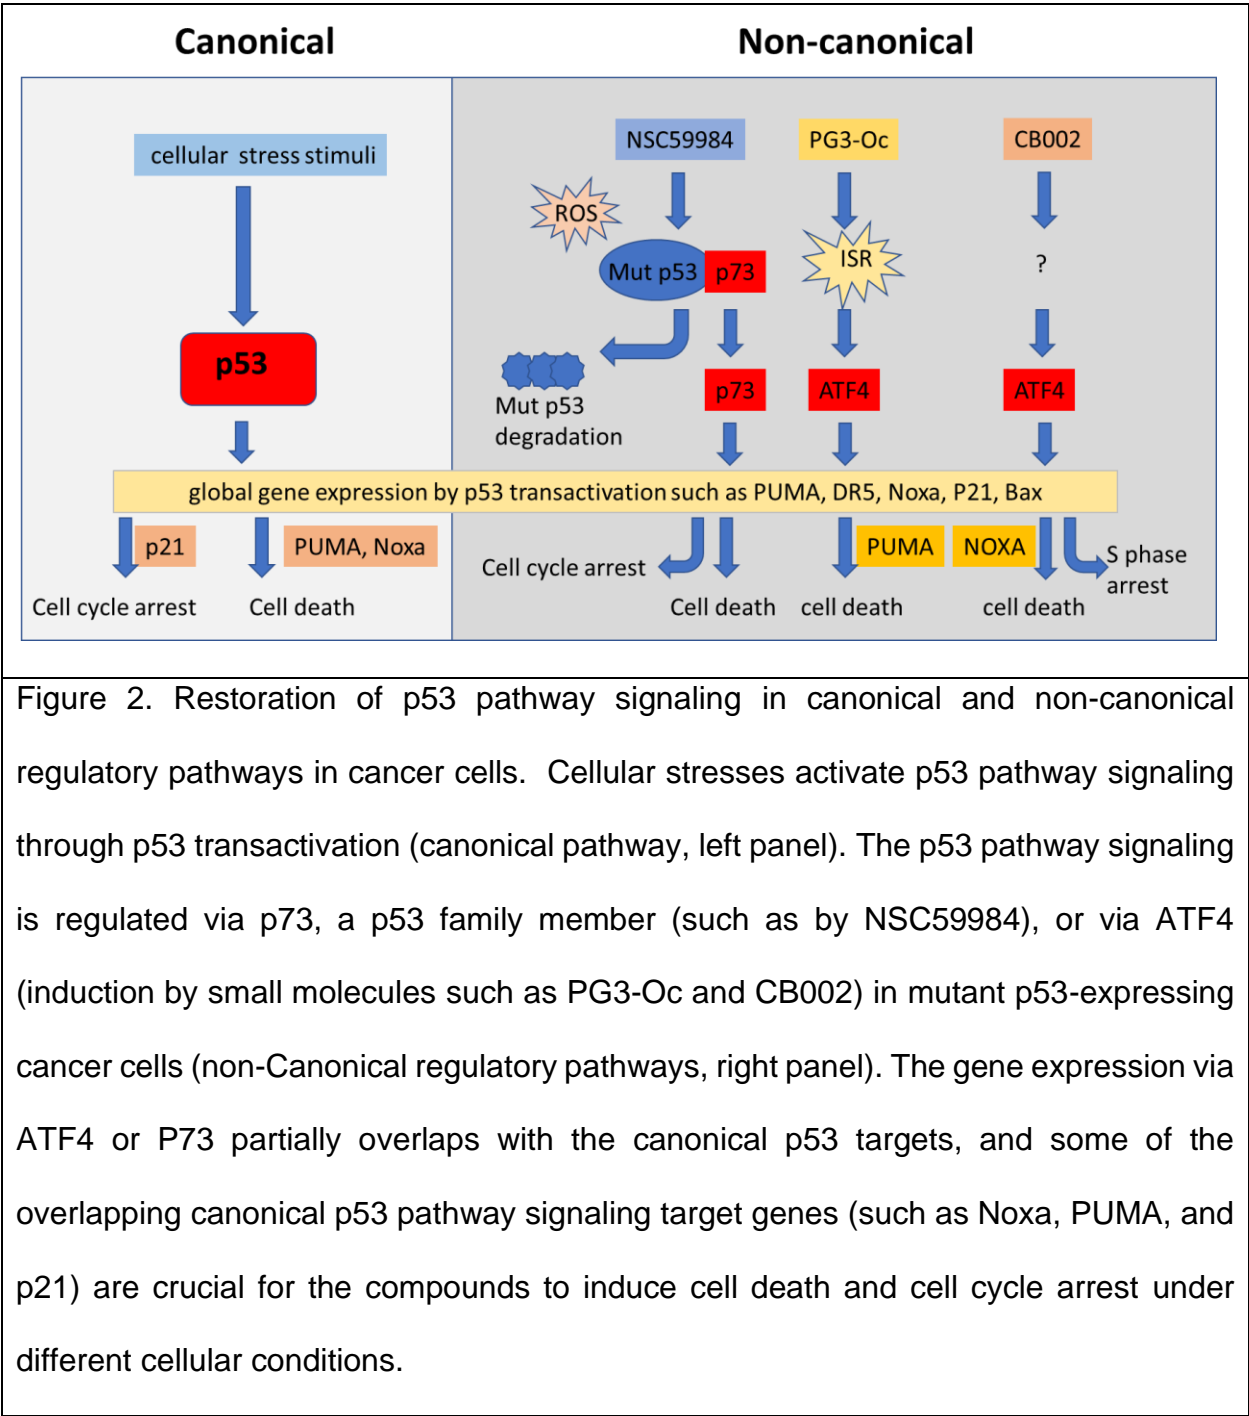 Canonical
Non-canonical
cellular stress stimuli
p53
NSC59984
PG3-Oc
CB002
ROS
Mut p53
p73
ISR
?
p73
ATF4
ATF4
Mut p53
degradation
global gene expression by p53 transactivation such as PUMA, DR5, Noxa, P21, Bax
p21
PUMA, Noxa
Cell cycle arrest
Cell death
Cell cycle arrest
PUMA
NOXA
S phase
arrest
Cell death
cell death
cell death
Figure 2. Restoration of p53 pathway signaling in canonical and non-canonical
regulatory pathways in cancer cells. Cellular stresses activate p53 pathway signaling
through p53 transactivation (canonical pathway, left panel). The p53 pathway signaling
is regulated via p73, a p53 family member (such as by NSC59984), or via ATF4
(induction by small molecules such as PG3-Oc and CB002) in mutant p53-expressing
cancer cells (non-Canonical regulatory pathways, right panel). The gene expression via
ATF4 or P73 partially overlaps with the canonical p53 targets, and some of the
overlapping canonical p53 pathway signaling target genes (such as Noxa, PUMA, and
p21) are crucial for the compounds to induce cell death and cell cycle arrest under
different cellular conditions.